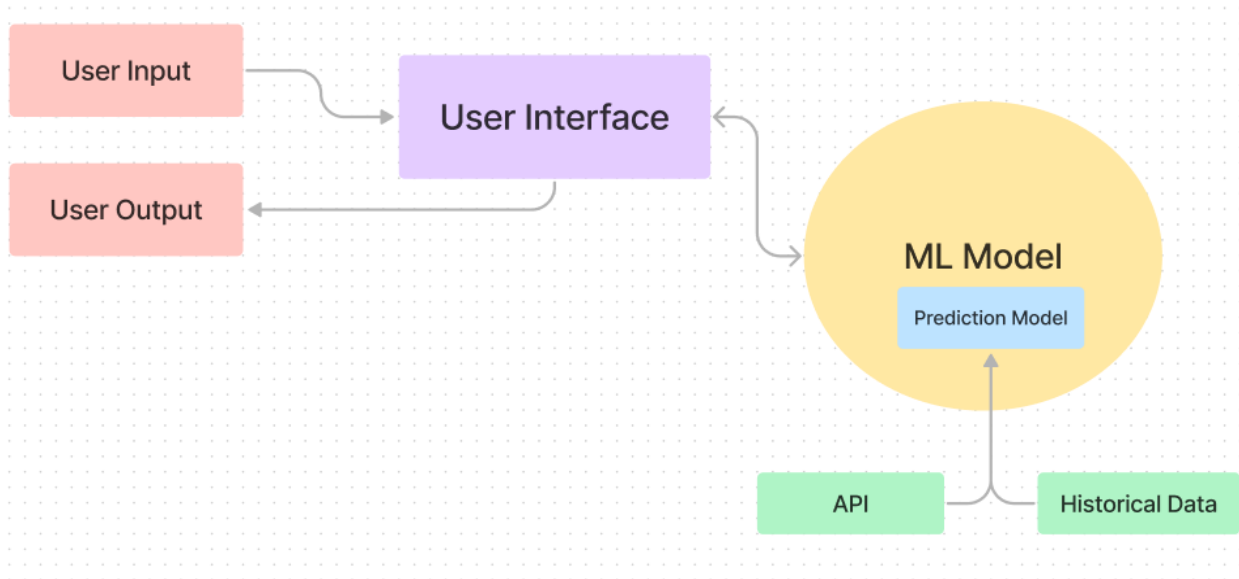 User Input
User Interface
User Output
ML Model
Prediction Model
API
Historical Data